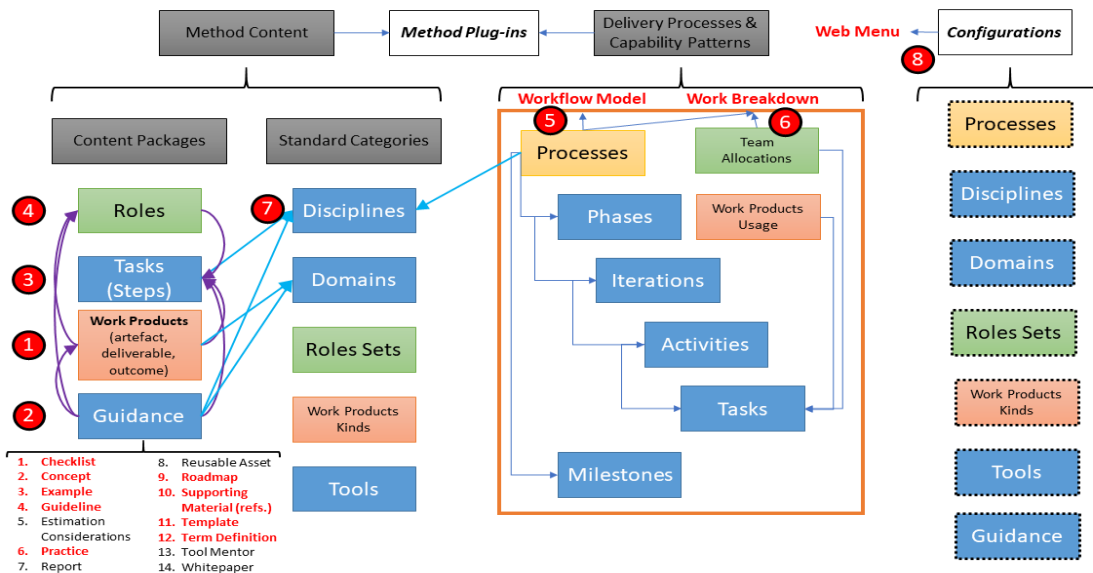 Method Content
Method Plug-ins
Delivery Processes &
Capability Patterns
Web Menu
8
Configurations
Content Packages
Standard Categories
4
Roles
3
Tasks
(Steps)
1
Work Products
(artefact,
deliverable,
outcome)
2
Guidance
7
Disciplines
Domains
Roles Sets
Work Products
Kinds
Tools
1. Checklist
2. Concept
3. Example
4. Guideline
5. Estimation
Considerations
6. Practice
7. Report
8. Reusable Asset
9. Roadmap
10. Supporting
Material (refs.)
11. Template
12. Term Definition
13. Tool Mentor
14. Whitepaper
Workflow Model
5
Work Breakdown
6
Processes
Team
Allocations
Phases
Work Products
Usage
Iterations
Activities
Tasks
Milestones
Processes
Disciplines
Domains
Roles Sets
Work Products
Kinds
Tools
Guidance